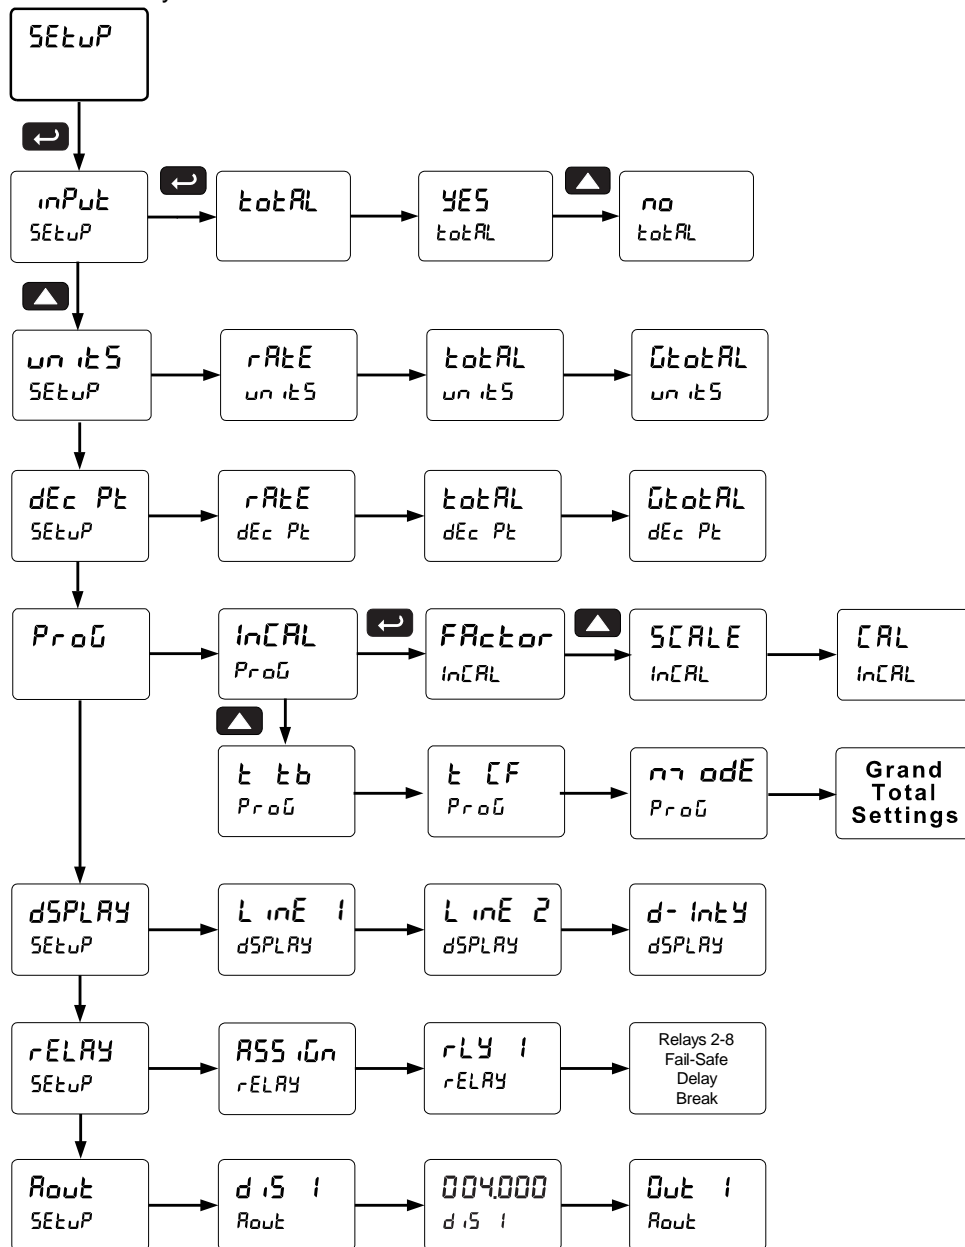 SEtuP
inPut
SEtuP
totAL
YES
totAL
no
totAL
unitS
SEtuP
rAtE
unitS
totAL
unitS
GtotAL
unitS
dEc Pt
SEtuP
rAtE
dEc Pt
totAL
dEc Pt
GtotAL
dEc Pt
ProG
InCAL
ProG
FActor
InCAL
SCALE
InCAL
CAL
InCAL
t tb
ProG
t CF
ProG
modE
ProG
Grand
Total
Settings
dSPLAY
SEtuP
LinE 1
dSPLAY
LinE 2
dSPLAY
d-IntY
dSPLAY
rELAY
SEtuP
ASSiGn
rELAY
rLY 1
rELAY
Relays 2-8
Fail-Safe
Delay
Break
Aout
SEtuP
diS 1
Aout
004.000
diS 1
Out 1
Aout